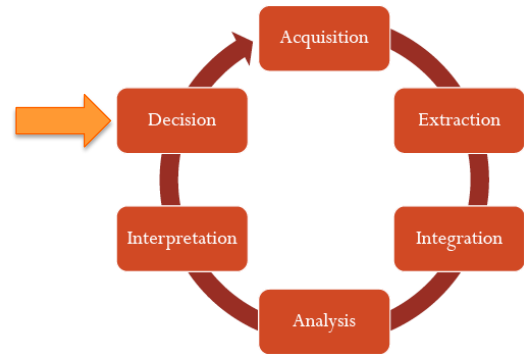 Acquisition
Extraction
Integration
Analysis
Interpretation
Decision